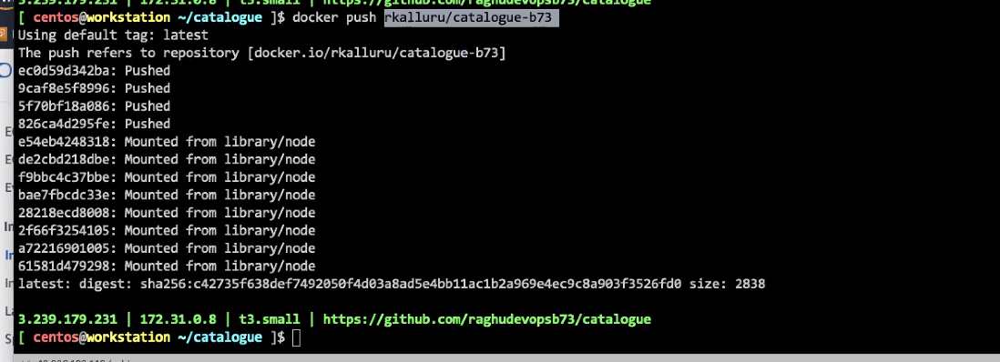 3.239.179.231 | 172.31.0.8 | t3.small | https://github.com/raghudevopsb73/catalogue
[ centos@workstation ~/catalogue ]$ docker push rkalluru/catalogue-b73
Using default tag: latest
The push refers to repository [docker.io/rkalluru/catalogue-b73]
ec0d59d342ba: Pushed
9caf8e5f8996: Pushed
5f70bf18a086: Pushed
826ca4d295fe: Pushed
e54eb4248318: Mounted from library/node
de2cbd218dbe: Mounted from library/node
f9bbc4c37bbe: Mounted from library/node
bae7fbcdc33e: Mounted from library/node
28218ecd8008: Mounted from library/node
2f66f3254105: Mounted from library/node
a72216901005: Mounted from library/node
61581d479298: Mounted from library/node
latest: digest: sha256:c42735f638def7492050f4d03a8ad5e4bb11ac1b2a969e4ec9c8a903f3526fd0 size: 2838
3.239.179.231 | 172.31.0.8 | t3.small | https://github.com/raghudevopsb73/catalogue
[ centos@workstation ~/catalogue ]$